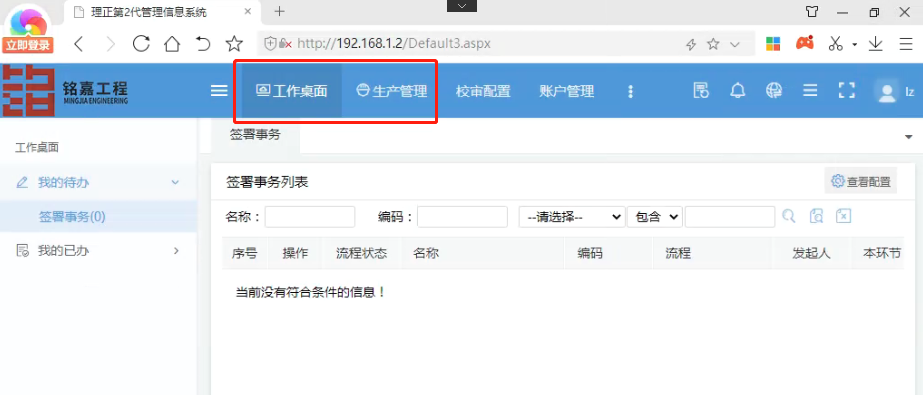 理正第2代管理信息系统
立即登录
http://192.168.1.2/Default3.aspx
铭嘉工程
MINGJIA ENGINEERING
工作桌面
生产管理
校审配置
账户管理
lz
工作桌面
我的待办
签署事务(0)
我的已办
签署事务
签署事务列表
查看配置
名称：
编码：
--请选择--
包含
序号 操作 流程状态 名称 编码 流程 发起人 本环节
当前没有符合条件的信息！